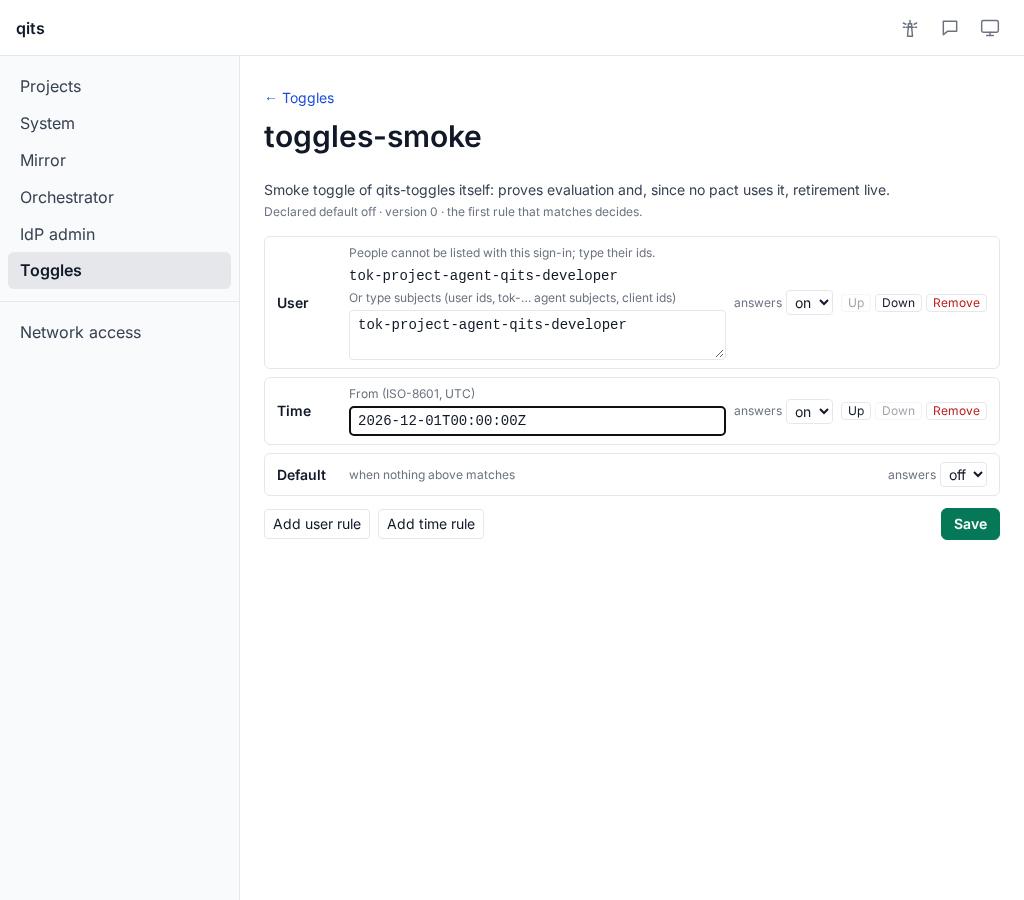 qits
Projects
System
Mirror
Orchestrator
IdP admin
Toggles
Network access
← Toggles
toggles-smoke
Smoke toggle of qits-toggles itself: proves evaluation and, since no pact uses it, retirement live.
Declared default off · version 0 · the first rule that matches decides.
User
People cannot be listed with this sign-in; type their ids.
tok-project-agent-qits-developer
Or type subjects (user ids, tok-… agent subjects, client ids)
tok-project-agent-qits-developer
answers on Up Down Remove
Time
From (ISO-8601, UTC)
2026-12-01T00:00:00Z
answers on Up Down Remove
Default when nothing above matches answers off
Add user rule Add time rule Save